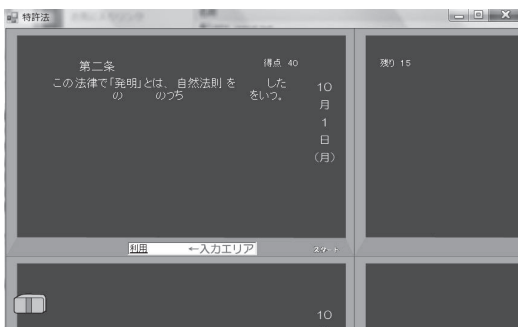 特許法
第二条
得点 40
この法律で「発明」とは、自然法則 を した
の のうち をいう。
10
月
1
日
(月)
残り 15
利用 ←入力エリア
スタート
10